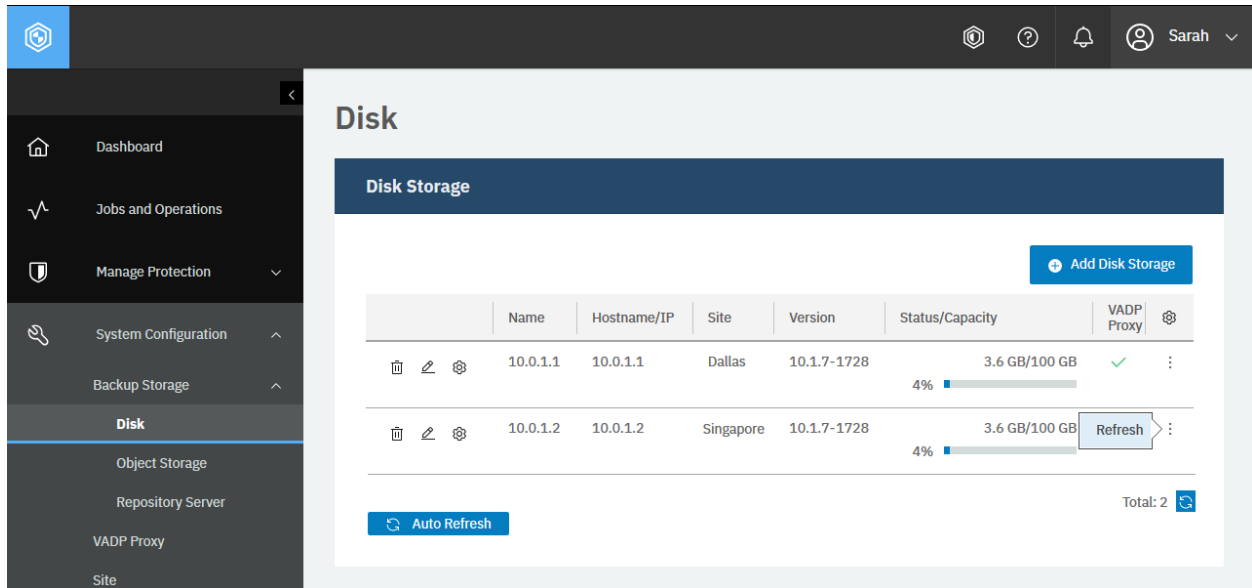 Sarah
Dashboard
Jobs and Operations
Manage Protection
System Configuration
Backup Storage
Disk
Object Storage
Repository Server
VADP Proxy
Site
Disk
Disk Storage
Add Disk Storage
Name Hostname/IP Site Version Status/Capacity VADP
Proxy
10.0.1.1 10.0.1.1 Dallas 10.1.7-1728 3.6 GB/100 GB
4%
10.0.1.2 10.0.1.2 Singapore 10.1.7-1728 3.6 GB/100 GB Refresh
4%
Total: 2
Auto Refresh